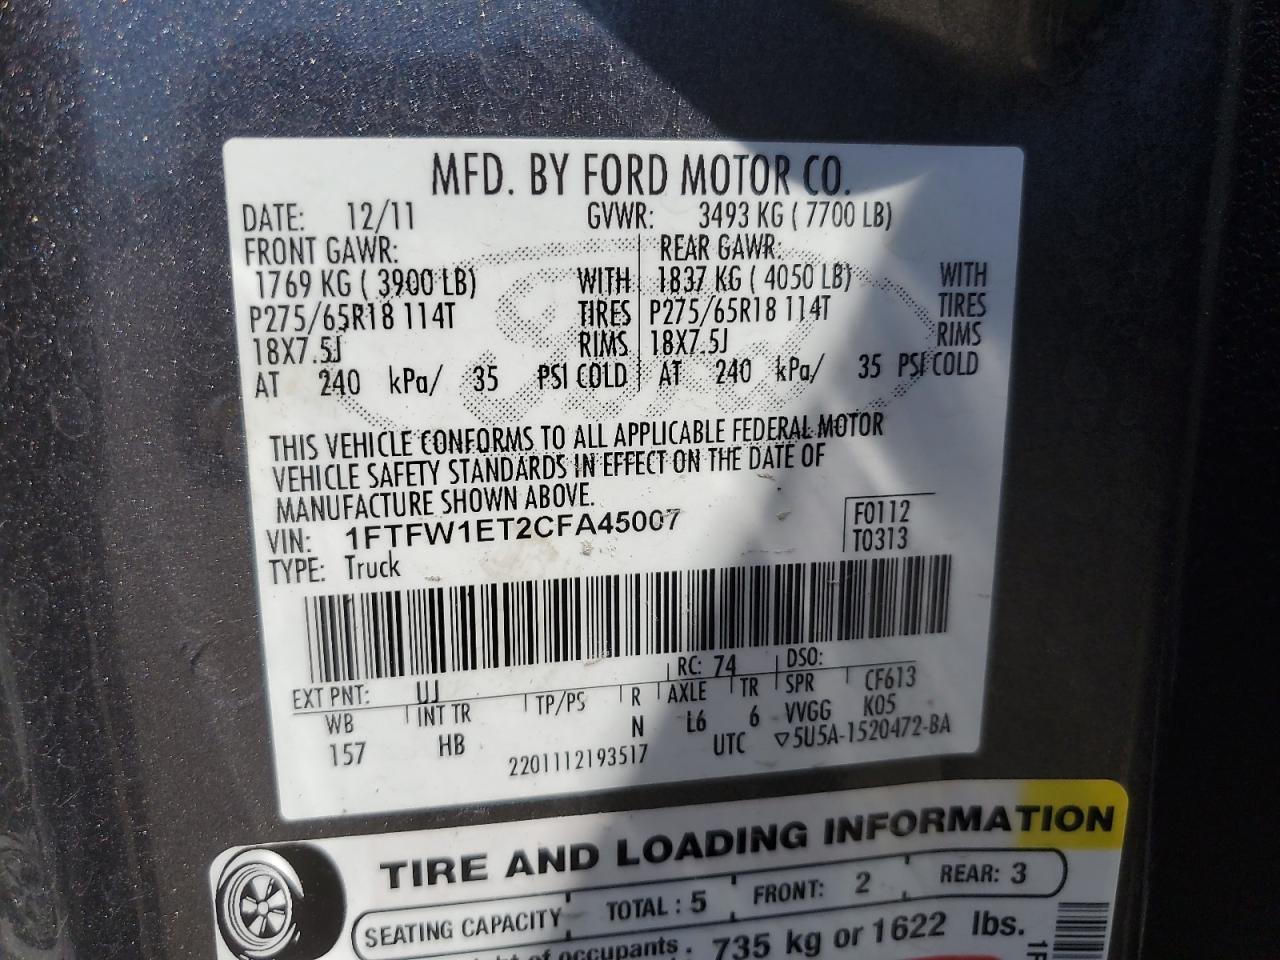 MFD. BY FORD MOTOR CO.
DATE: 12/11 GVWR: 3493 KG ( 7700 LB)
FRONT GAWR: REAR GAWR:
1769 KG ( 3900 LB) WITH 1837 KG ( 4050 LB) WITH
P275/65R18 114T TIRES P275/65R18 114T TIRES
18X7.5J RIMS 18X7.5J RIMS
AT 240 kPa/ 35 PSI COLD AT 240 kPa/ 35 PSI COLD
THIS VEHICLE CONFORMS TO ALL APPLICABLE FEDERAL MOTOR
VEHICLE SAFETY STANDARDS IN EFFECT ON THE DATE OF
MANUFACTURE SHOWN ABOVE.
VIN: 1FTFW1ET2CFA45007 F0112
TYPE: Truck T0313
EXT PNT: UJ RC: 74 DSO:
WB INT TR TP/PS R AXLE TR SPR CF613
157 HB N L6 6 VVGG K05
2201112193517 UTC ▽5U5A-1520472-BA
TIRE AND LOADING INFORMATION
SEATING CAPACITY TOTAL : 5 FRONT: 2 REAR: 3
of occupants . 735 kg or 1622 lbs.